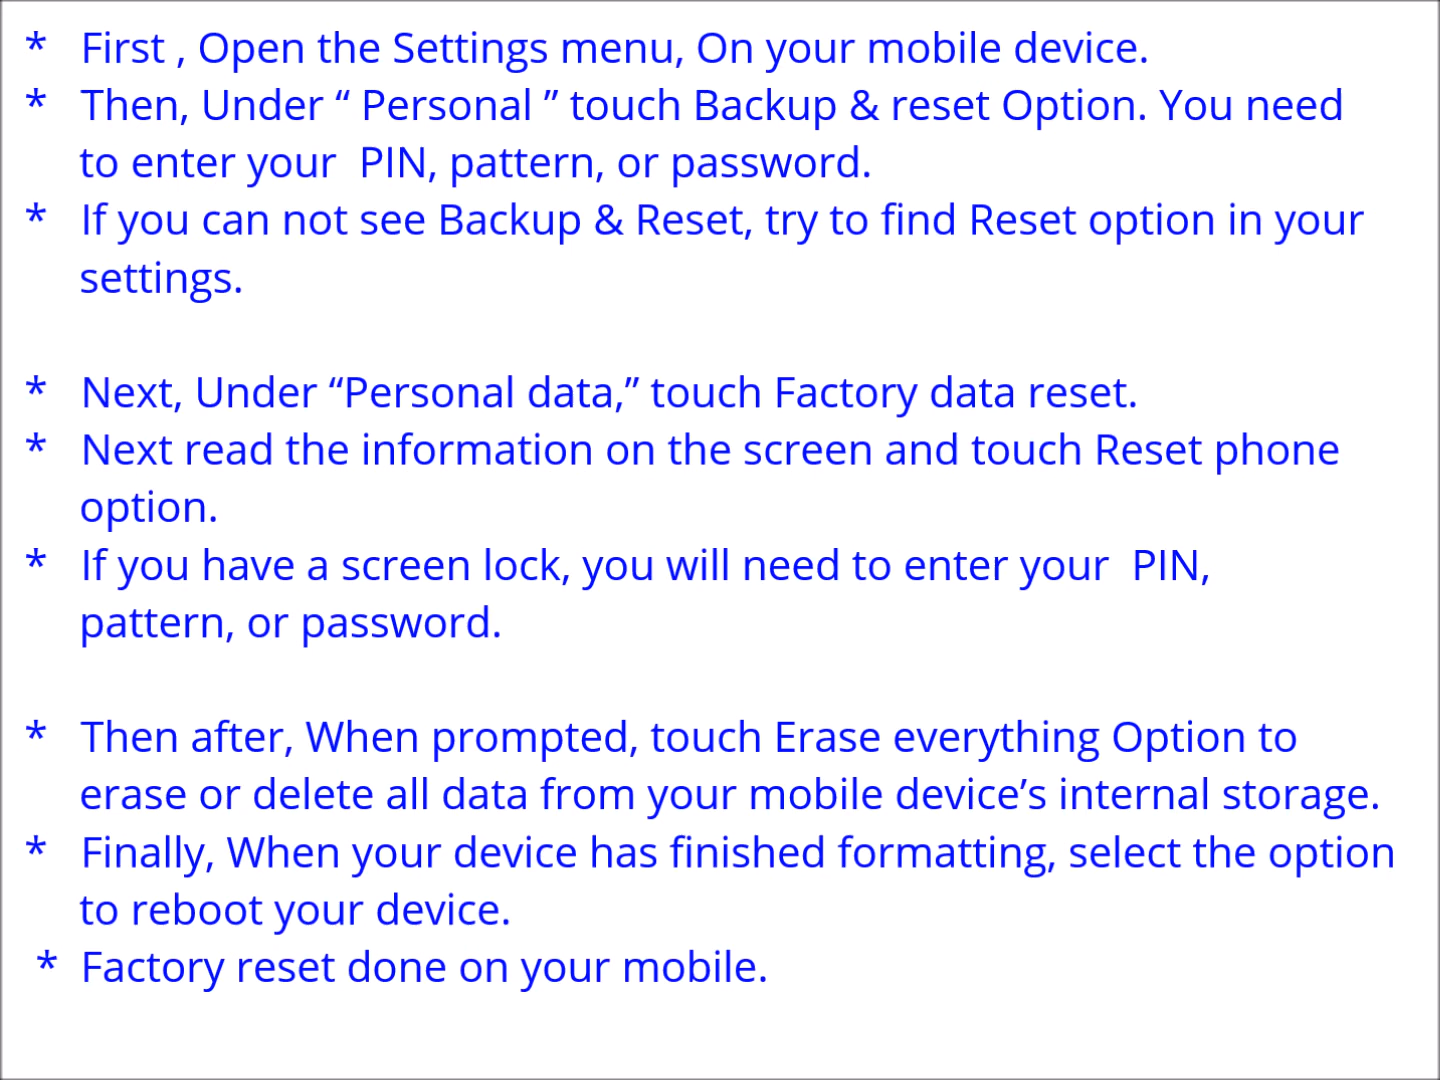 * First , Open the Settings menu, On your mobile device.
* Then, Under “ Personal ” touch Backup & reset Option. You need
to enter your  PIN, pattern, or password.
* If you can not see Backup & Reset, try to find Reset option in your
settings.
* Next, Under “Personal data,” touch Factory data reset.
* Next read the information on the screen and touch Reset phone
option.
* If you have a screen lock, you will need to enter your  PIN,
pattern, or password.
* Then after, When prompted, touch Erase everything Option to
erase or delete all data from your mobile device’s internal storage.
* Finally, When your device has finished formatting, select the option
to reboot your device.
* Factory reset done on your mobile.